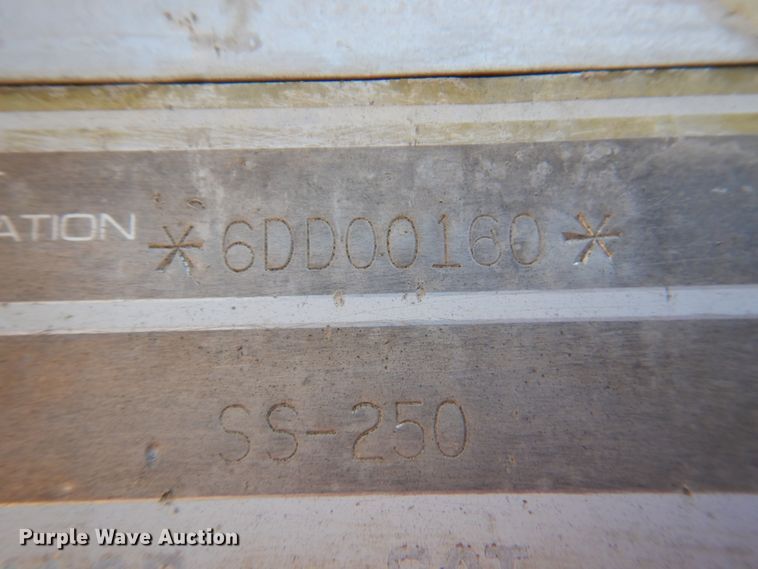 ATION *6DD00160*
SS-250
Purple Wave Auction